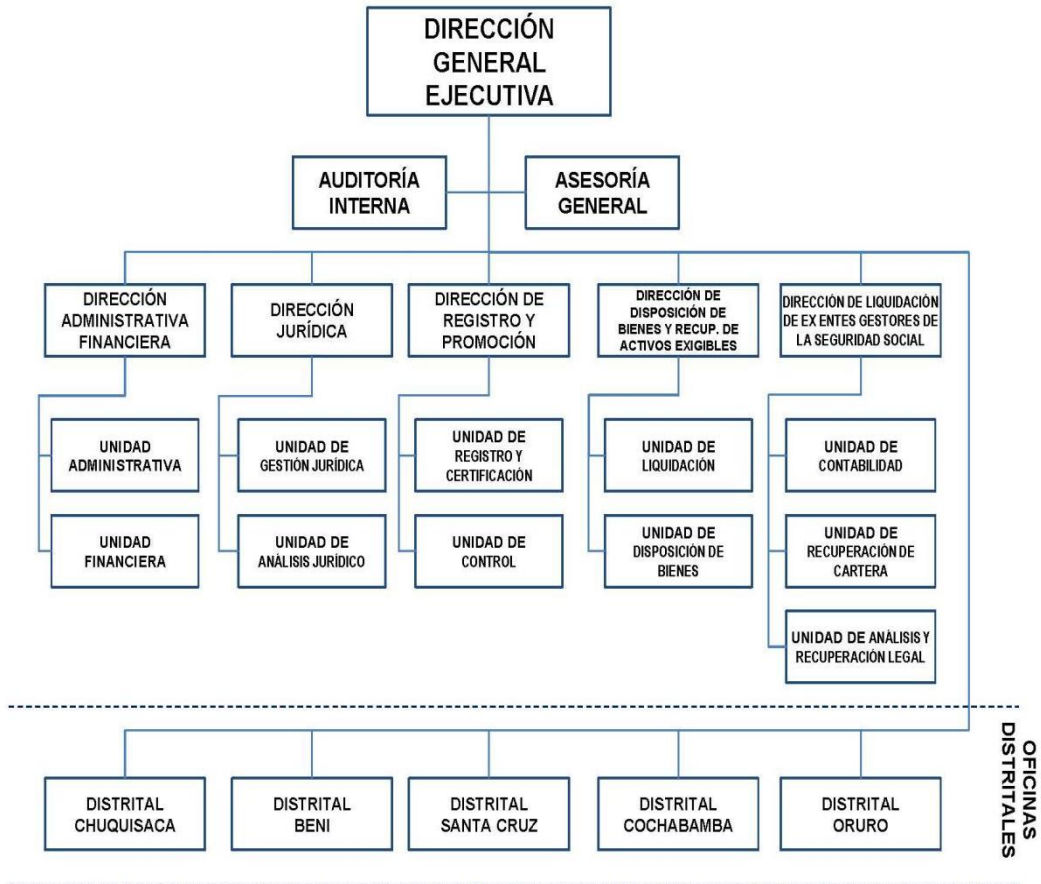 DIRECCIÓN
GENERAL
EJECUTIVA
AUDITORÍA
INTERNA
ASESORÍA
GENERAL
DIRECCIÓN
ADMINISTRATIVA
FINANCIERA
DIRECCIÓN
JURÍDICA
DIRECCIÓN DE
REGISTRO Y
PROMOCIÓN
DIRECCIÓN DE
DISPOSICIÓN DE
BIENES Y RECUP. DE
ACTIVOS EXIGIBLES
DIRECCIÓN DE LIQUIDACIÓN
DE EX ENTES GESTORES DE
LA SEGURIDAD SOCIAL
UNIDAD
ADMINISTRATIVA
UNIDAD DE
GESTIÓN JURÍDICA
UNIDAD DE
REGISTRO Y
CERTIFICACIÓN
UNIDAD DE
LIQUIDACIÓN
UNIDAD DE
CONTABILIDAD
UNIDAD
FINANCIERA
UNIDAD DE
ANÁLISIS JURÍDICO
UNIDAD DE
CONTROL
UNIDAD DE
DISPOSICIÓN DE
BIENES
UNIDAD DE
RECUPERACIÓN DE
CARTERA
UNIDAD DE ANÁLISIS Y
RECUPERACIÓN LEGAL
OFICINAS
DISTRITALES
DISTRITAL
CHUQUISACA
DISTRITAL
BENI
DISTRITAL
SANTA CRUZ
DISTRITAL
COCHABAMBA
DISTRITAL
ORURO